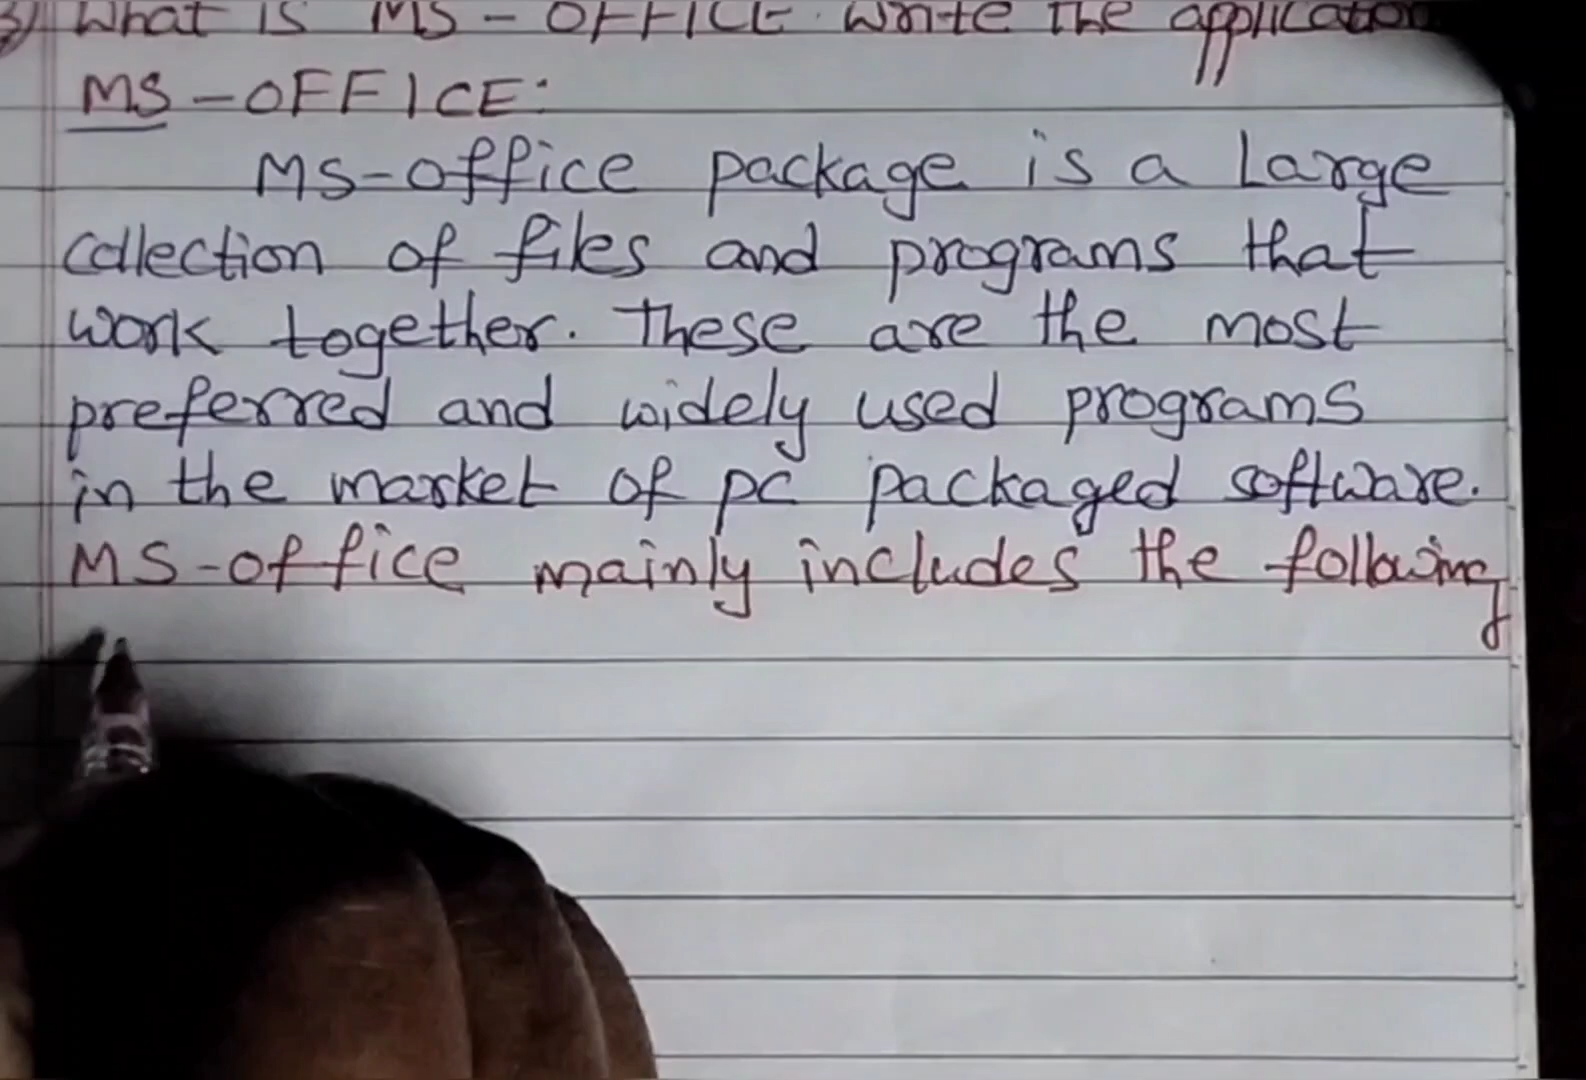 3) What is MS - OFFICE. Write the application
MS - OFFICE:
MS-office package is a Large
collection of files and programs that
work together. These are the most
preferred and widely used programs
in the market of pc packaged software.
MS-office mainly includes the following